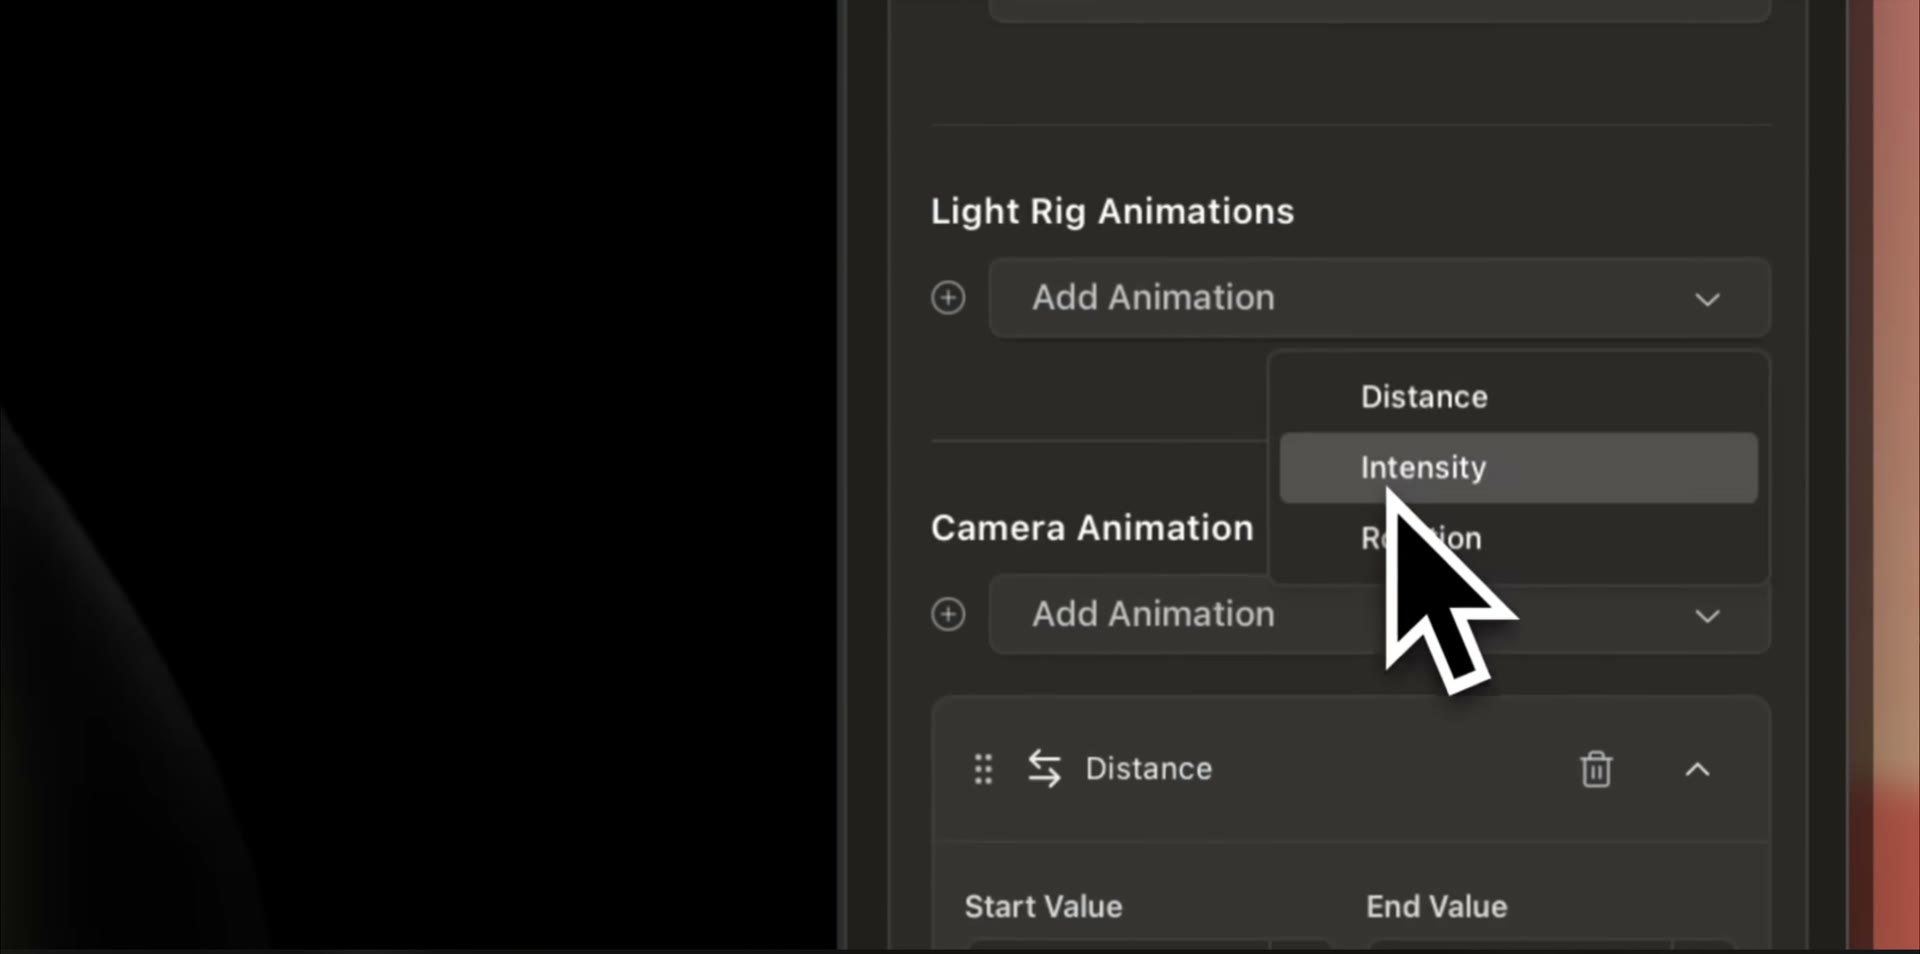 Light Rig Animations
Add Animation
Distance
Intensity
Camera Animation
Add Animation
Distance
Start Value
End Value